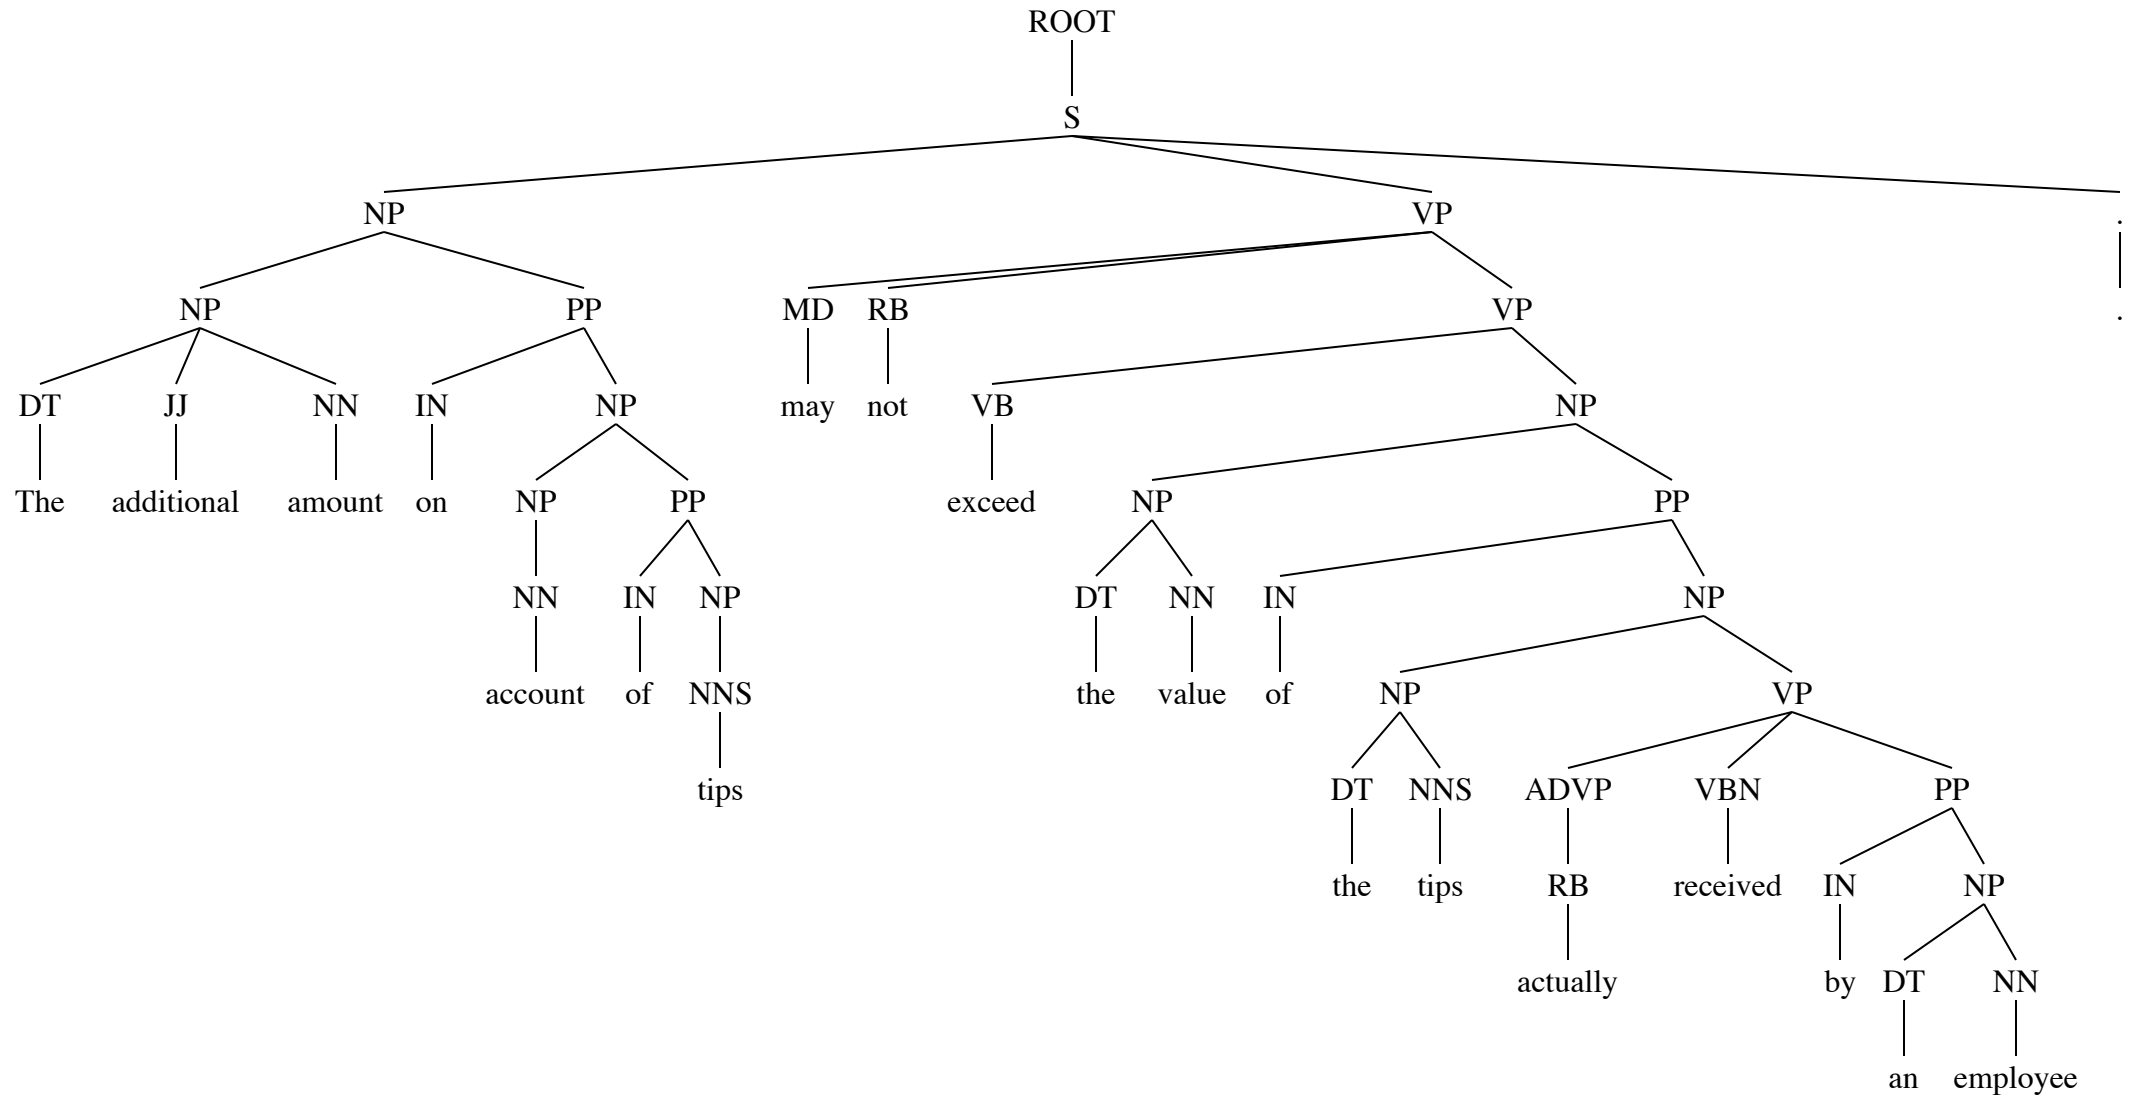 ROOT
S
NP VP .
NP PP MD RB VP .
DT JJ NN IN NP may not VB NP
The additional amount on NP PP exceed NP PP
NN IN NP DT NN IN NP
account of NNS the value of NP VP
tips DT NNS ADVP VBN PP
the tips RB received IN NP
actually by DT NN
an employee